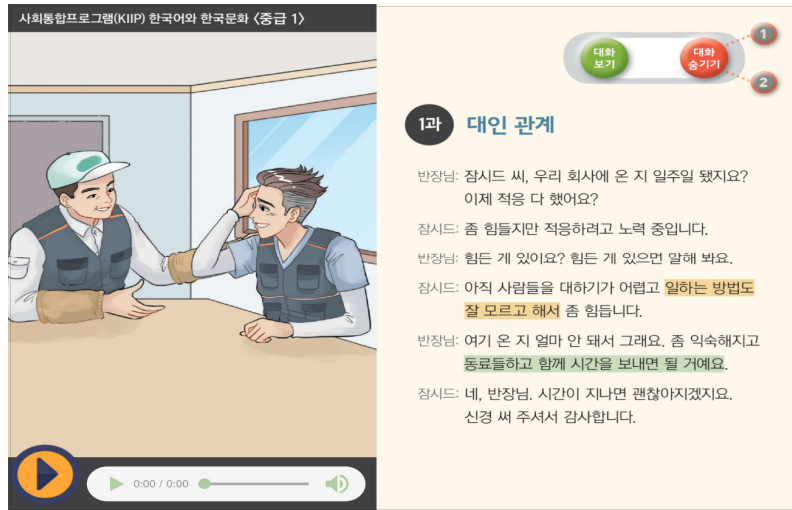 사회통합프로그램(KIIP) 한국어와 한국문화 〈중급 1〉
대화
보기
대화
숨기기
1
2
1과 대인 관계
반장님: 잠시드 씨, 우리 회사에 온 지 일주일 됐지요?
이제 적응 다 했어요?
잠시드: 좀 힘들지만 적응하려고 노력 중입니다.
반장님: 힘든 게 있어요? 힘든 게 있으면 말해 봐요.
잠시드: 아직 사람들을 대하기가 어렵고 일하는 방법도
잘 모르고 해서 좀 힘듭니다.
반장님: 여기 온 지 얼마 안 돼서 그래요. 좀 익숙해지고
동료들하고 함께 시간을 보내면 될 거예요.
잠시드: 네, 반장님. 시간이 지나면 괜찮아지겠지요.
신경 써 주셔서 감사합니다.
0:00 / 0:00